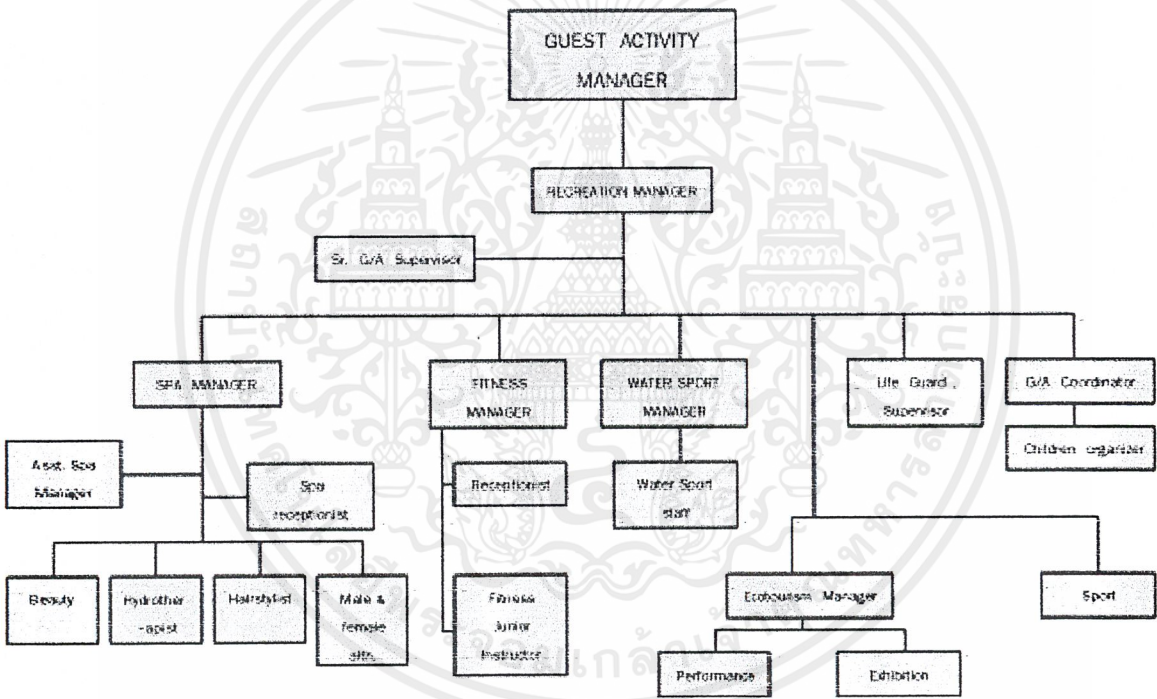 GUEST ACTIVITY
MANAGER
RECREATION MANAGER
Sr. G/A Supervisor
SPA MANAGER
FITNESS
MANAGER
WATER SPORT
MANAGER
Life Guard
Supervisor
G/A Coordinator
Children organizer
Asst. Spa
Manager
Spa
receptionist
Receptionist
Water Sport
staff
Beauty
Hydrother
-apist
Hairstylist
Male &
female
attn.
Fitness
Junior
Instructor
Ecotourism Manager
Sport
Performance
Exhibition